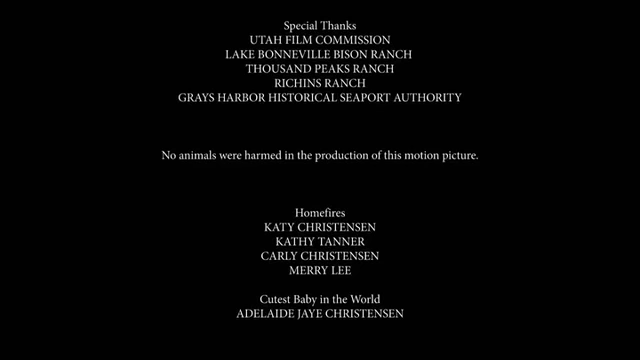 Special Thanks
UTAH FILM COMMISSION
LAKE BONNEVILLE BISON RANCH
THOUSAND PEAKS RANCH
RICHINS RANCH
GRAYS HARBOR HISTORICAL SEAPORT AUTHORITY
No animals were harmed in the production of this motion picture.
Homefires
KATY CHRISTENSEN
KATHY TANNER
CARLY CHRISTENSEN
MERRY LEE
Cutest Baby in the World
ADELAIDE JAYE CHRISTENSEN